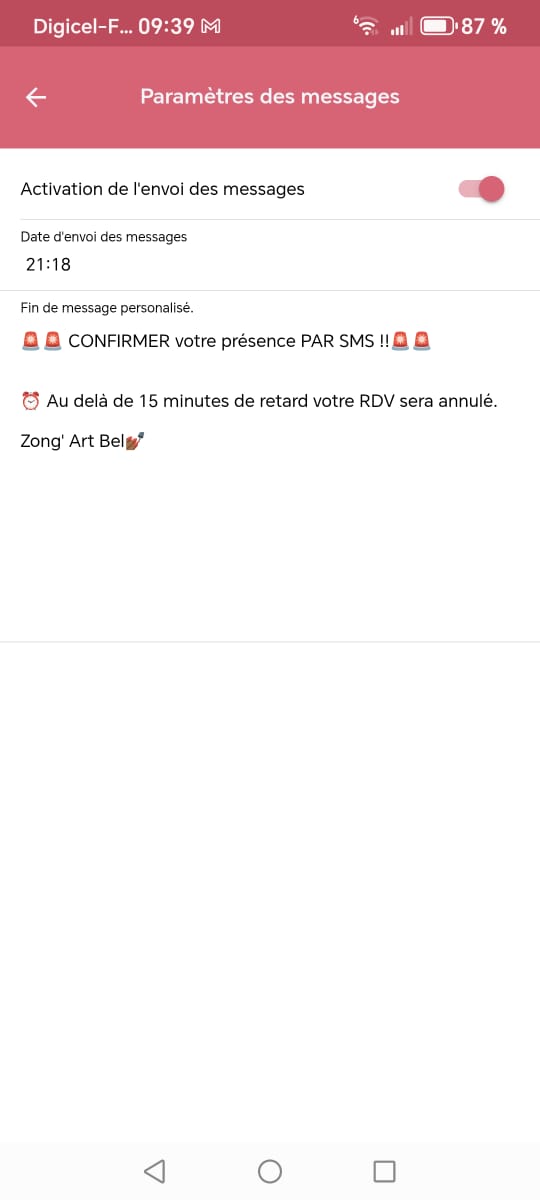 Digicel-F... 09:39 6 87 %
Paramètres des messages
Activation de l'envoi des messages
Date d'envoi des messages
21:18
Fin de message personalisé.
🚨🚨 CONFIRMER votre présence PAR SMS !!🚨🚨
⏰ Au delà de 15 minutes de retard votre RDV sera annulé.
Zong' Art Bel💅🏾